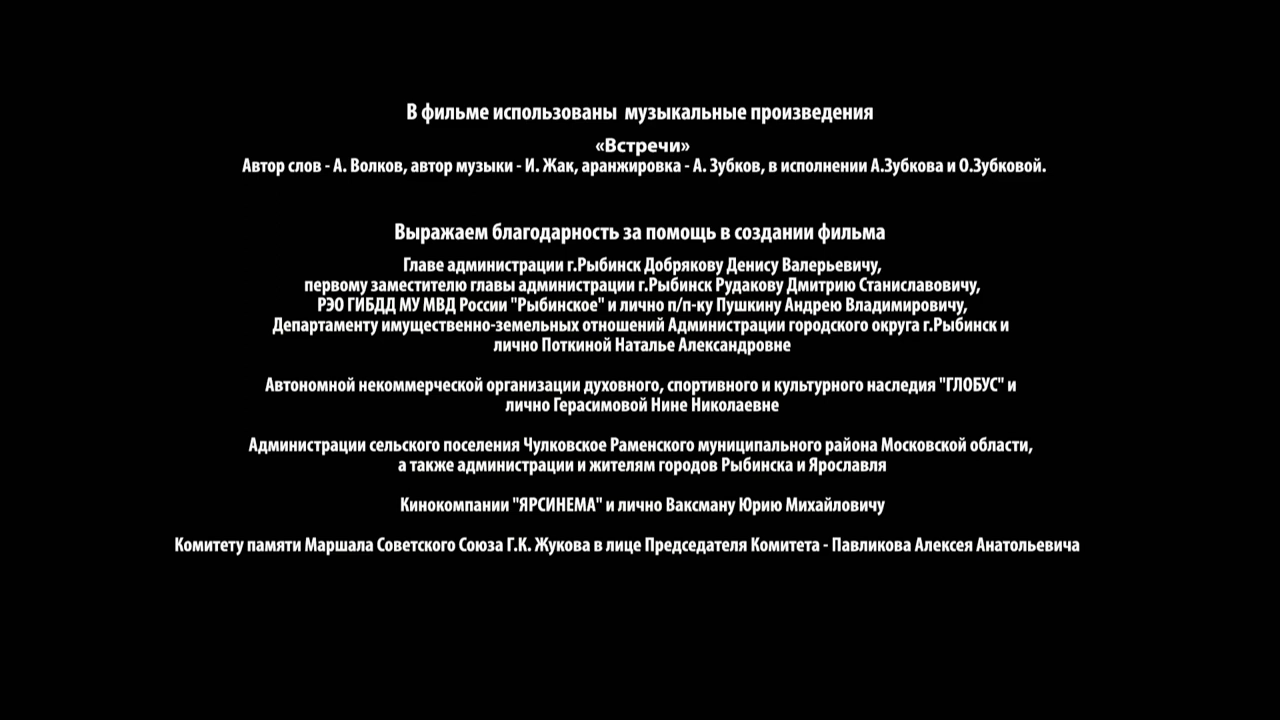 В фильме использованы  музыкальные произведения
«Встречи»
Автор слов - А. Волков, автор музыки - И. Жак, аранжировка - А. Зубков, в исполнении А.Зубкова и О.Зубковой.
Выражаем благодарность за помощь в создании фильма
Главе администрации г.Рыбинск Добрякову Денису Валерьевичу,
первому заместителю главы администрации г.Рыбинск Рудакову Дмитрию Станиславовичу,
РЭО ГИБДД МУ МВД России "Рыбинское" и лично п/п-ку Пушкину Андрею Владимировичу,
Департаменту имущественно-земельных отношений Администрации городского округа г.Рыбинск и
лично Поткиной Наталье Александровне
Автономной некоммерческой организации духовного, спортивного и культурного наследия "ГЛОБУС" и
лично Герасимовой Нине Николаевне
Администрации сельского поселения Чулковское Раменского муниципального района Московской области,
а также администрации и жителям городов Рыбинска и Ярославля
Кинокомпании "ЯРСИНЕМА" и лично Ваксману Юрию Михайловичу
Комитету памяти Маршала Советского Союза Г.К. Жукова в лице Председателя Комитета - Павликова Алексея Анатольевича